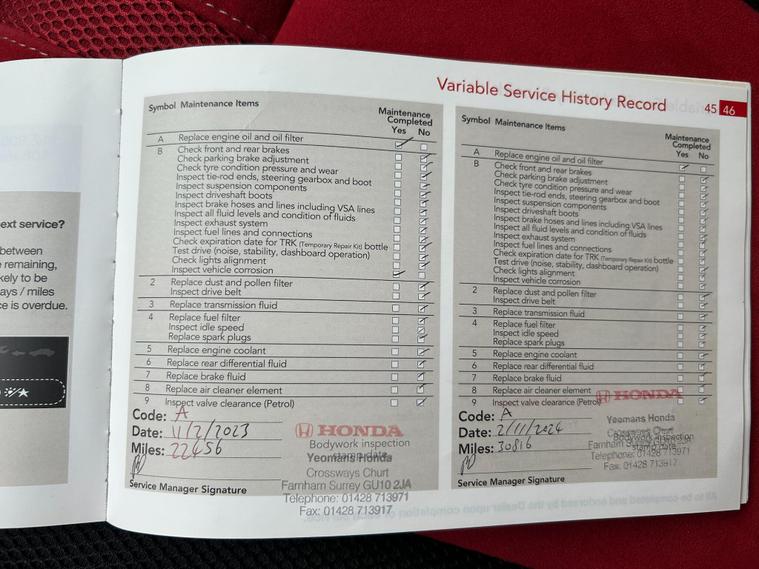 ext service?
between
remaining,
ely to be
ays / miles
e is overdue.
Variable Service History Record 45 46
Symbol Maintenance Items
Maintenance
Completed
Yes No
A Replace engine oil and oil filter
B Check front and rear brakes
Check parking brake adjustment
Check tyre condition pressure and wear
Inspect tie-rod ends, steering gearbox and boot
Inspect suspension components
Inspect driveshaft boots
Inspect brake hoses and lines including VSA lines
Inspect all fluid levels and condition of fluids
Inspect exhaust system
Inspect fuel lines and connections
Check expiration date for TRK (Temporary Repair Kit) bottle
Test drive (noise, stability, dashboard operation)
Check lights alignment
Inspect vehicle corrosion
2 Replace dust and pollen filter
Inspect drive belt
3 Replace transmission fluid
4 Replace fuel filter
Inspect idle speed
Replace spark plugs
5 Replace engine coolant
6 Replace rear differential fluid
7 Replace brake fluid
8 Replace air cleaner element
9 Inspect valve clearance (Petrol)
Code: A
Date: 11/2/2023
Miles: 22456
Service Manager Signature
HONDA
Bodywork inspection
stamp date
Yeomans Honda
Crossways Churt
Farnham Surrey GU10 2JA
Telephone: 01428 713971
Fax: 01428 713917
Symbol Maintenance Items
Maintenance
Completed
Yes No
A Replace engine oil and oil filter
B Check front and rear brakes
Check parking brake adjustment
Check tyre condition pressure and wear
Inspect tie-rod ends, steering gearbox and boot
Inspect suspension components
Inspect driveshaft boots
Inspect brake hoses and lines including VSA lines
Inspect all fluid levels and condition of fluids
Inspect exhaust system
Inspect fuel lines and connections
Check expiration date for TRK (Temporary Repair Kit) bottle
Test drive (noise, stability, dashboard operation)
Check lights alignment
Inspect vehicle corrosion
2 Replace dust and pollen filter
Inspect drive belt
3 Replace transmission fluid
4 Replace fuel filter
Inspect idle speed
Replace spark plugs
5 Replace engine coolant
6 Replace rear differential fluid
7 Replace brake fluid
8 Replace air cleaner element
9 Inspect valve clearance (Petrol)
Code: A
Date: 2/11/2024
Miles: 30816
Service Manager Signature
HONDA
Yeomans Honda
Crossways Churt
Bodywork inspection
Farnham
Telephone: 01428 713971
Fax: 01428 713917